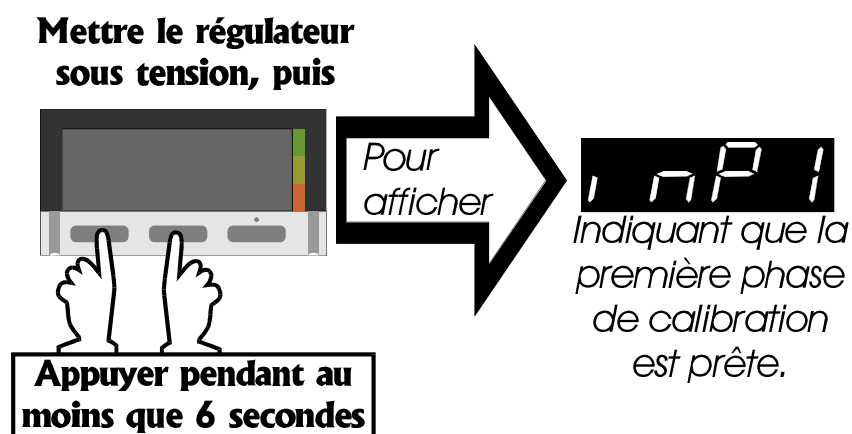 Mettre le régulateur
sous tension, puis
Pour
afficher
inP1
Indiquant que la
première phase
de calibration
est prête.
Appuyer pendant au
moins que 6 secondes